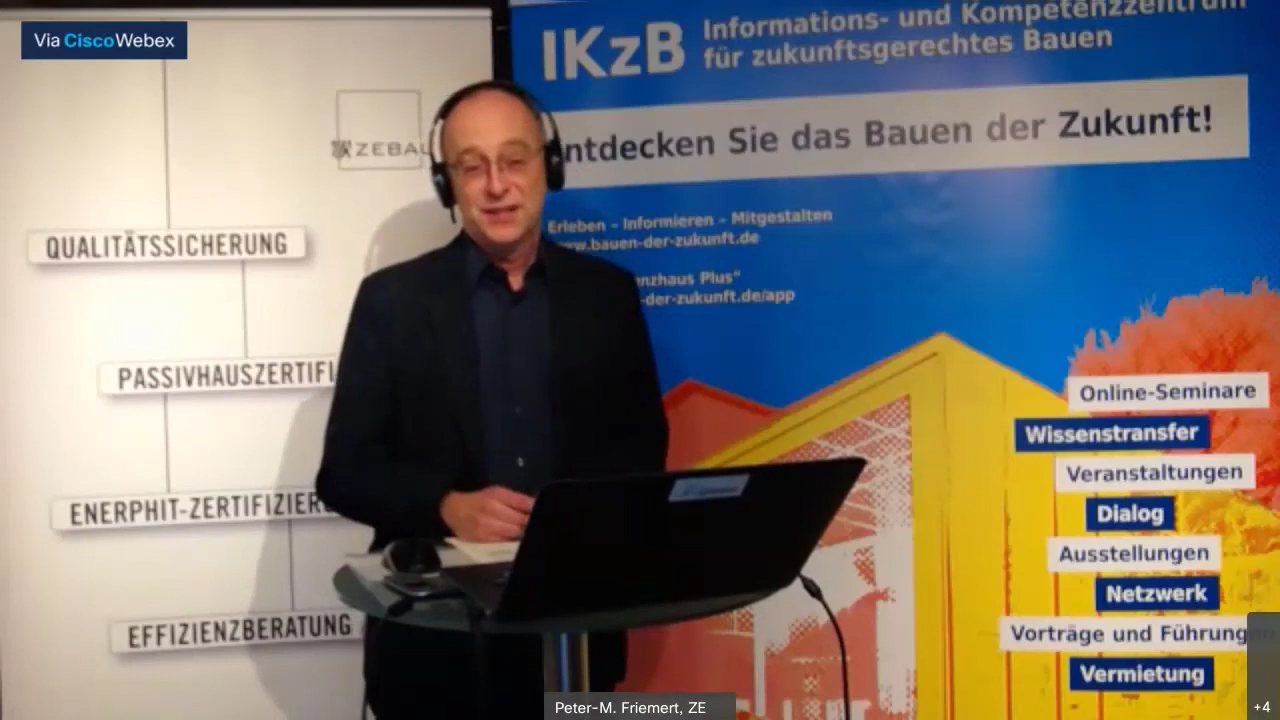 Via CiscoWebex
IKzB
Informations- und Kompetenzzentrum
für zukunftsgerechtes Bauen
ntdecken Sie das Bauen der Zukunft!
ZEBAU
Erleben – Informieren – Mitgestalten
ww.bauen-der-zukunft.de
nzhaus Plus“
-der-zukunft.de/app
QUALITÄTSSICHERUNG
PASSIVHAUSZERTIFI
ENERPHIT-ZERTIFIZIER
EFFIZIENZBERATUNG
Online-Seminare
Wissenstransfer
Veranstaltungen
Dialog
Ausstellungen
Netzwerk
Vorträge und Führung
Vermietung
Peter-M. Friemert, ZE
+4